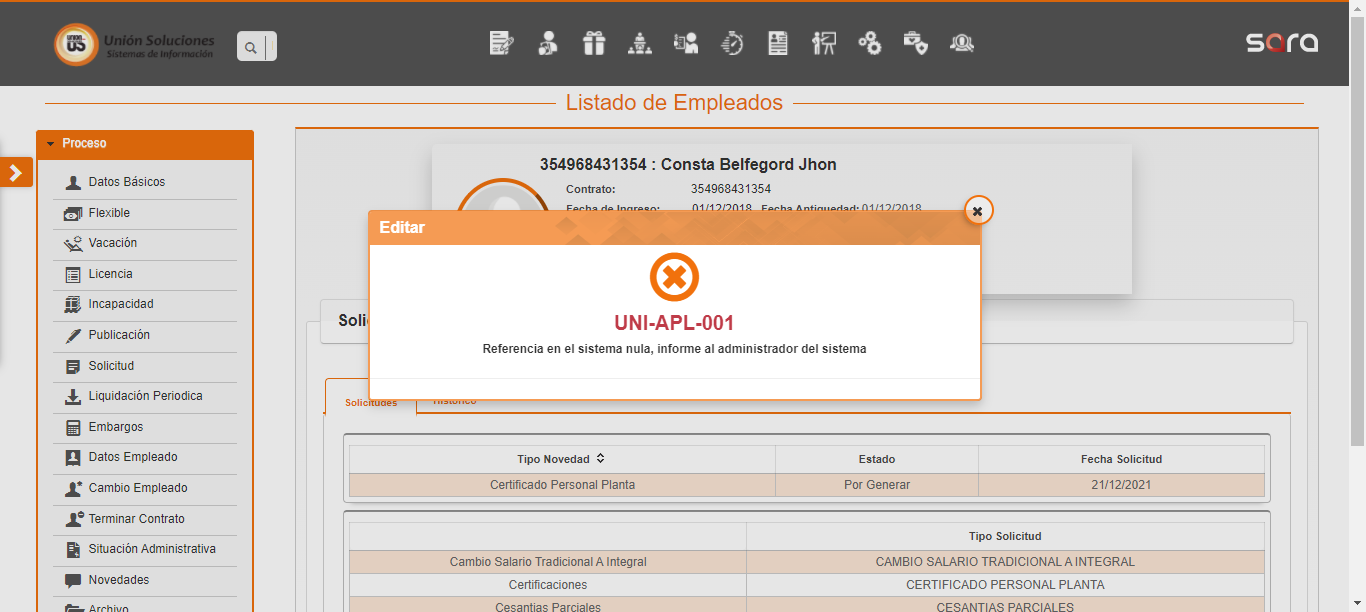 UNION
US
Unión Soluciones
Sistemas de Información
sara
Listado de Empleados
Proceso
Datos Básicos
Flexible
Vacación
Licencia
Incapacidad
Publicación
Solicitud
Liquidación Periodica
Embargos
Datos Empleado
Cambio Empleado
Terminar Contrato
Situación Administrativa
Novedades
Archivo
354968431354 : Consta Belfegord Jhon
Contrato: 354968431354
Fecha de Ingreso: 01/12/2018 Fecha Antiguedad: 01/12/2018
Editar
UNI-APL-001
Referencia en el sistema nula, informe al administrador del sistema
Soli
Solicitudes Historico
Tipo Novedad Estado Fecha Solicitud
Certificado Personal Planta Por Generar 21/12/2021
Tipo Solicitud
Cambio Salario Tradicional A Integral CAMBIO SALARIO TRADICIONAL A INTEGRAL
Certificaciones CERTIFICADO PERSONAL PLANTA
Cesantias Parciales CESANTIAS PARCIALES